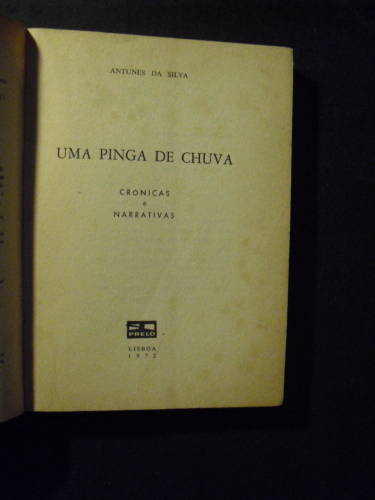 ANTUNES DA SILVA
UMA PINGA DE CHUVA
CRÓNICAS
e
NARRATIVAS
PRELO
LISBOA
1972